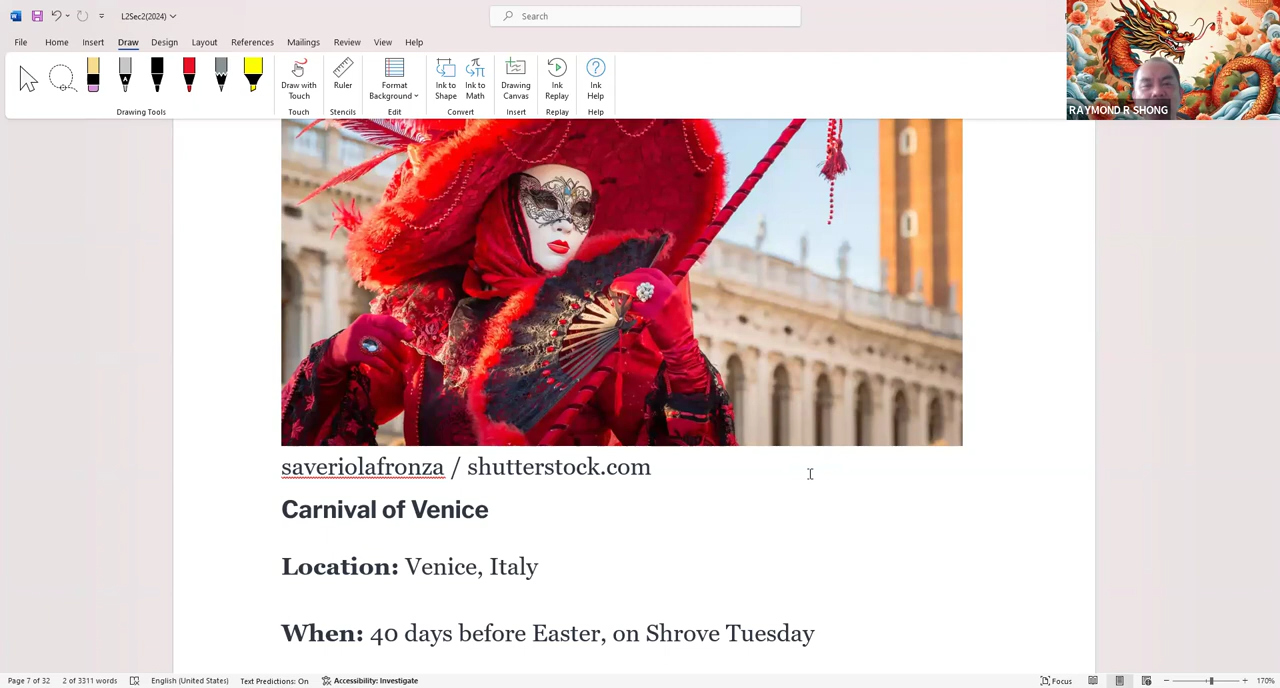 L2Sec2(2024)
Search
File Home Insert Draw Design Layout References Mailings Review View Help
Draw with Touch
Ruler
Format Background
Ink to Shape
Ink to Math
Drawing Canvas
Ink Replay
Ink Help
Drawing Tools Touch Stencils Edit Convert Insert Replay Help
RAYMOND R SHONG
saveriolafronza / shutterstock.com
Carnival of Venice
Location: Venice, Italy
When: 40 days before Easter, on Shrove Tuesday
Page 7 of 32 2 of 3311 words English (United States) Text Predictions: On Accessibility: Investigate Focus 170%